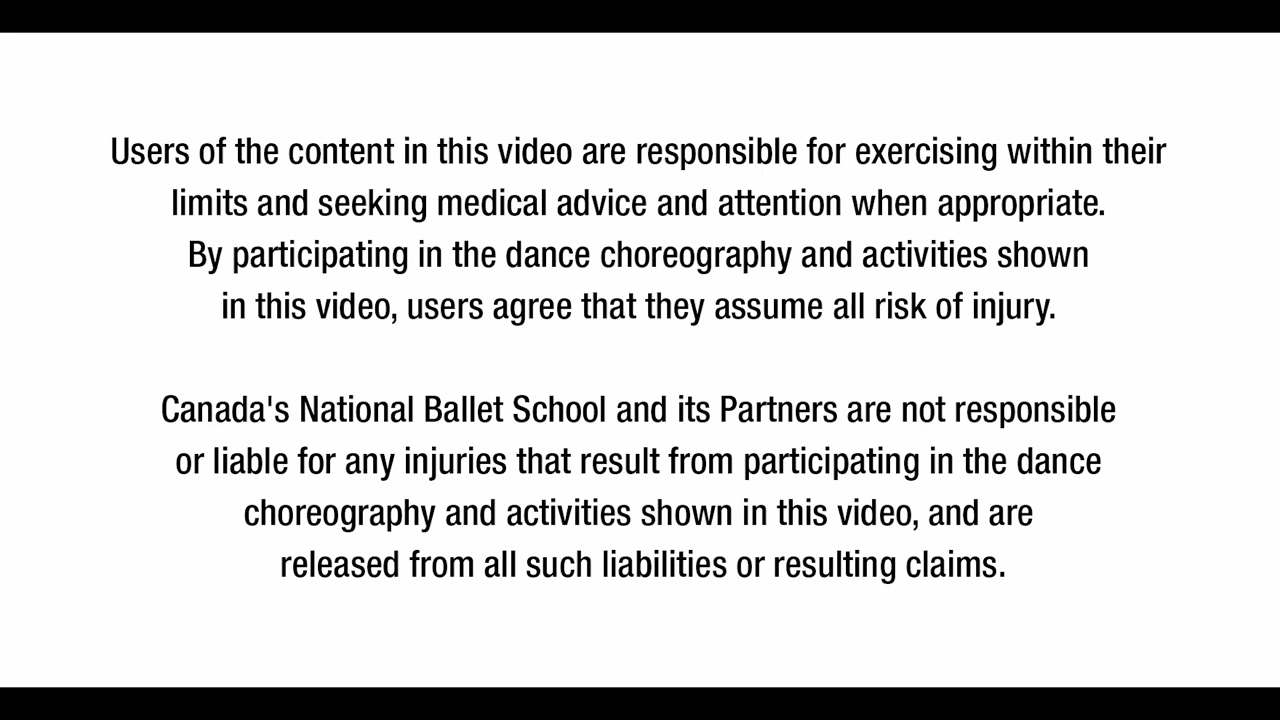 Users of the content in this video are responsible for exercising within their
limits and seeking medical advice and attention when appropriate.
By participating in the dance choreography and activities shown
in this video, users agree that they assume all risk of injury.
Canada's National Ballet School and its Partners are not responsible
or liable for any injuries that result from participating in the dance
choreography and activities shown in this video, and are
released from all such liabilities or resulting claims.